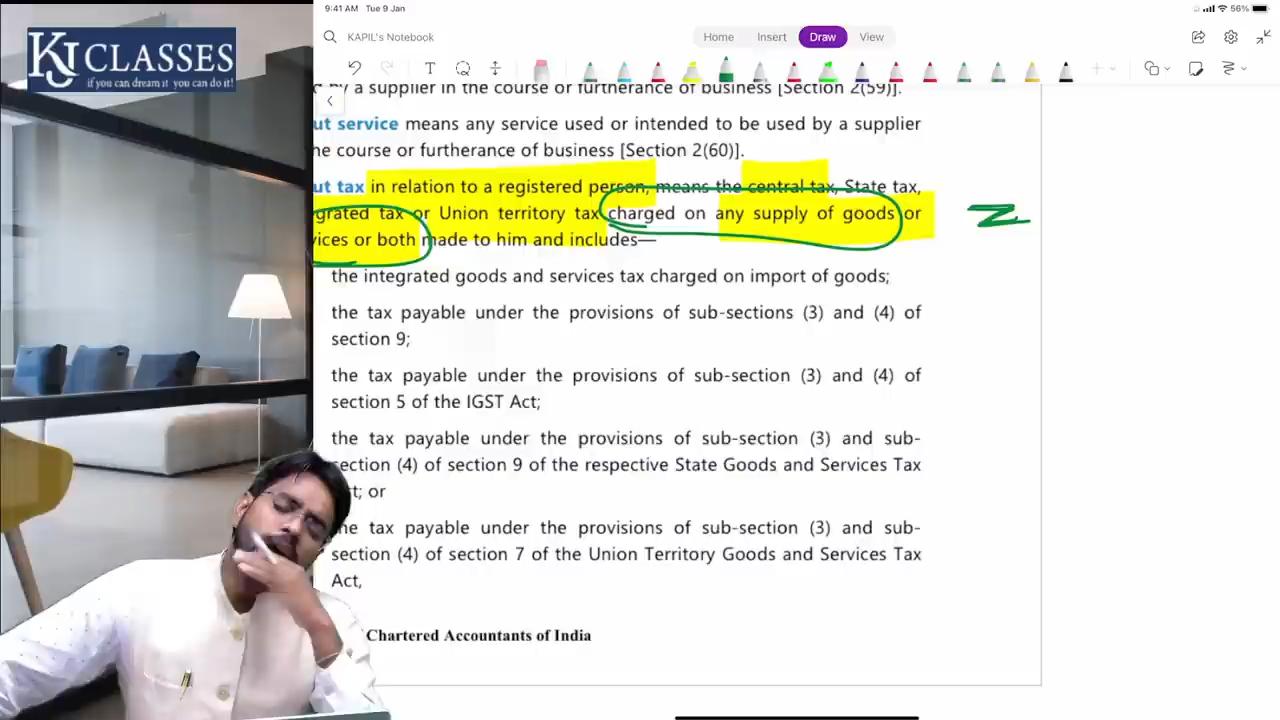 9:41 AM Tue 9 Jan
56%
KJ CLASSES
if you can dream it you can do it!
KAPIL's Notebook
Home Insert Draw View
by a supplier in the course or furtherance of business [Section 2(59)].
ut service means any service used or intended to be used by a supplier
he course or furtherance of business [Section 2(60)].
ut tax in relation to a registered person, means the central tax, State tax,
grated tax or Union territory tax charged on any supply of goods or
vices or both made to him and includes—
the integrated goods and services tax charged on import of goods;
the tax payable under the provisions of sub-sections (3) and (4) of
section 9;
the tax payable under the provisions of sub-section (3) and (4) of
section 5 of the IGST Act;
the tax payable under the provisions of sub-section (3) and sub-
section (4) of section 9 of the respective State Goods and Services Tax
t; or
he tax payable under the provisions of sub-section (3) and sub-
section (4) of section 7 of the Union Territory Goods and Services Tax
Act,
Chartered Accountants of India